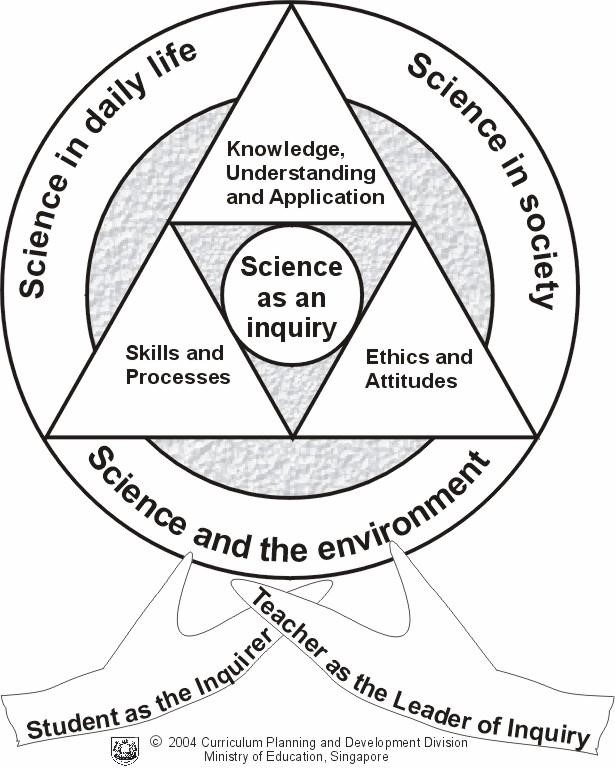 Science in daily life
Science in society
Knowledge,
Understanding
and Application
Science
as an
inquiry
Skills and
Processes
Ethics and
Attitudes
Science and the environment
Student as the Inquirer
Teacher as the Leader of Inquiry
© 2004 Curriculum Planning and Development Division
Ministry of Education, Singapore